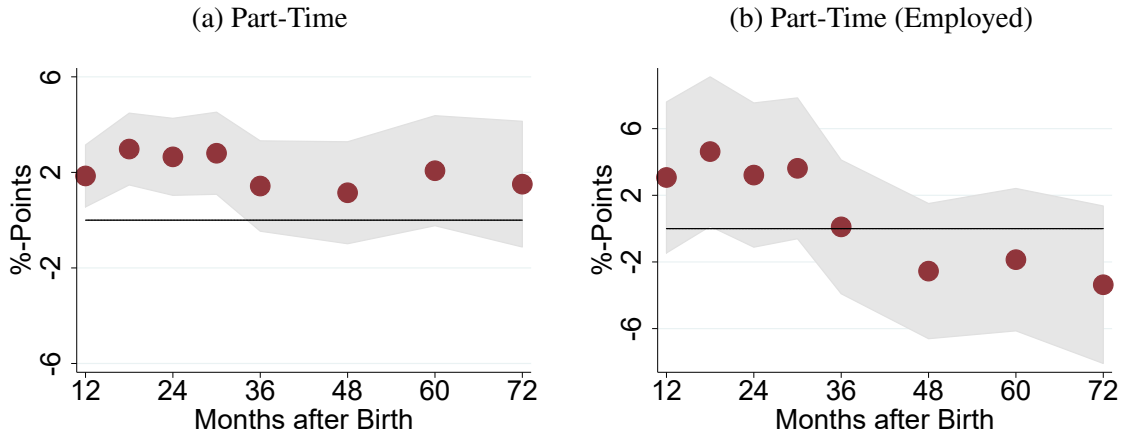 (a) Part-Time
%-Points
6
2
-2
-6
12 24 36 48 60 72
Months after Birth
(b) Part-Time (Employed)
%-Points
6
2
-2
-6
12 24 36 48 60 72
Months after Birth